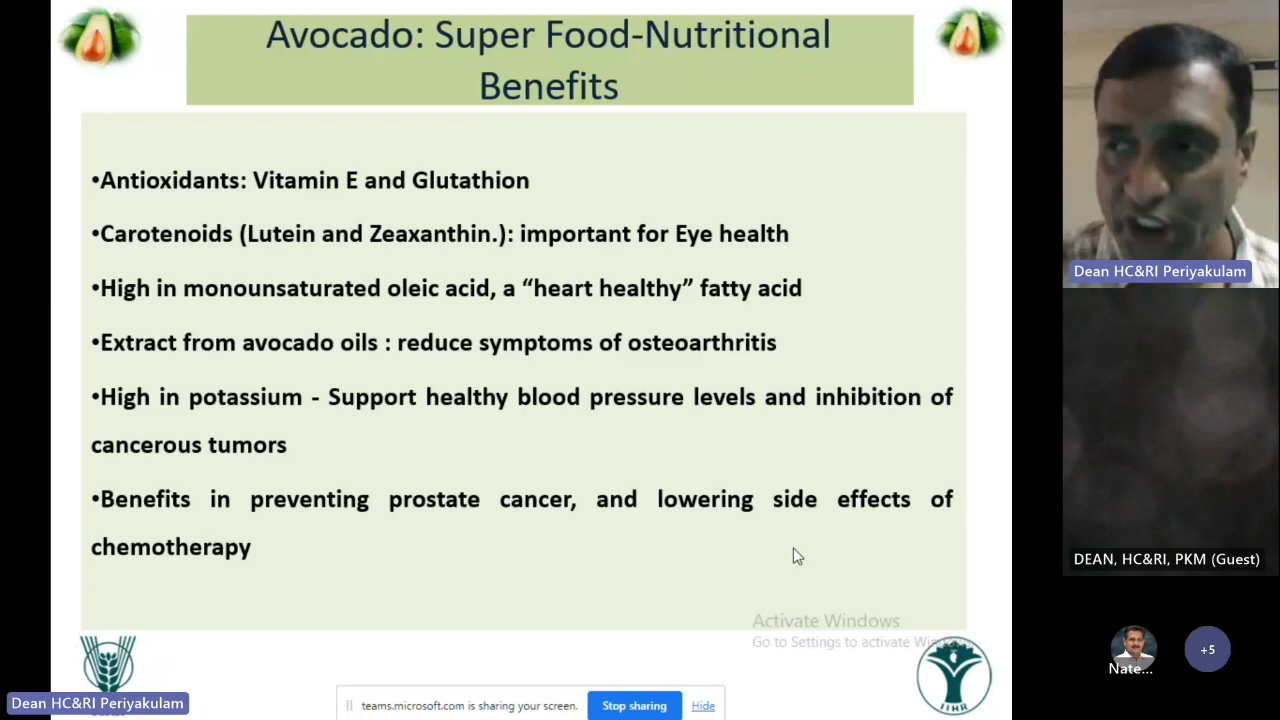 Avocado: Super Food-Nutritional
Benefits
•Antioxidants: Vitamin E and Glutathion
•Carotenoids (Lutein and Zeaxanthin.): important for Eye health
•High in monounsaturated oleic acid, a “heart healthy” fatty acid
•Extract from avocado oils : reduce symptoms of osteoarthritis
•High in potassium - Support healthy blood pressure levels and inhibition of
cancerous tumors
•Benefits in preventing prostate cancer, and lowering side effects of
chemotherapy
Activate Windows
Go to Settings to activate
IIHR
Dean HC&RI Periyakulam
teams.microsoft.com is sharing your screen.
Stop sharing
Hide
Dean HC&RI Periyakulam
DEAN, HC&RI, PKM (Guest)
Nate...
+5